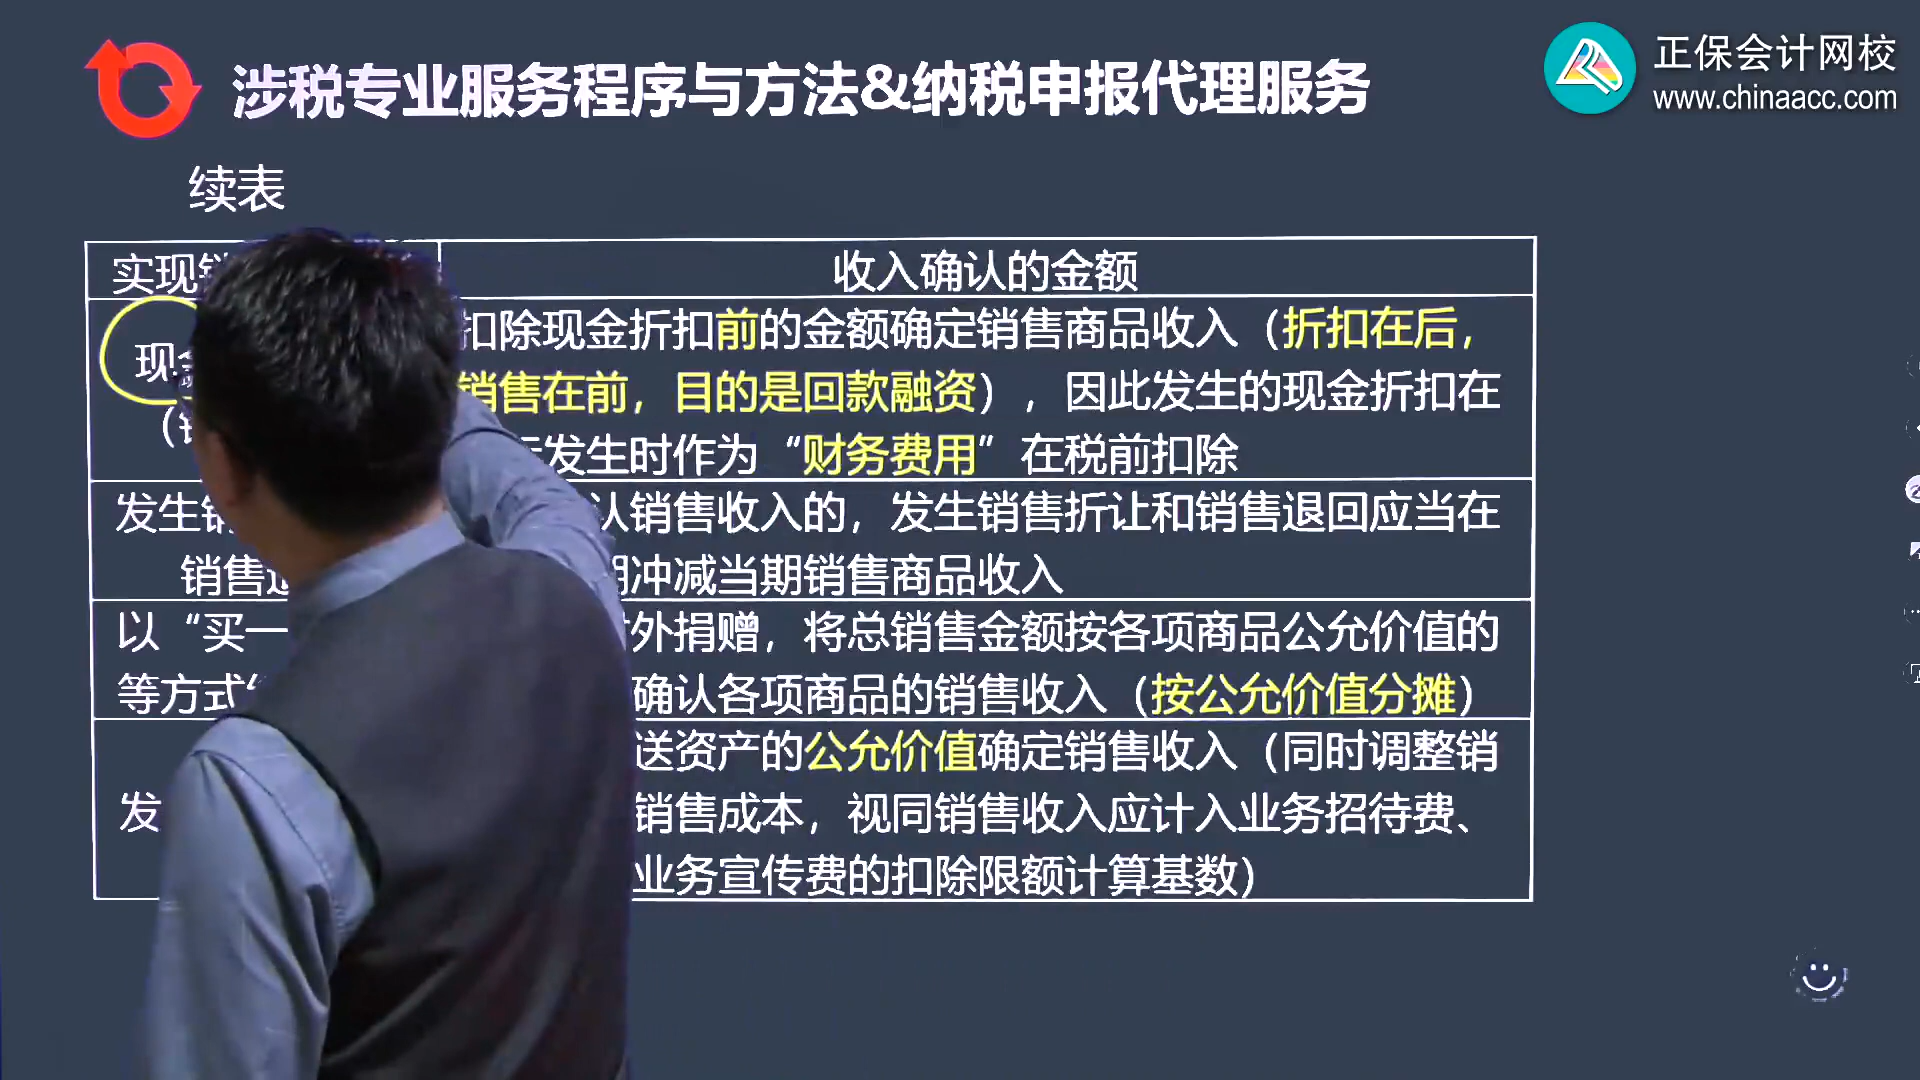 涉税专业服务程序与方法&纳税申报代理服务
正保会计网校
www.chinaacc.com
续表
实现销
收入确认的金额
现金
扣除现金折扣前的金额确定销售商品收入（折扣在后，
销售在前，目的是回款融资），因此发生的现金折扣在
发生时作为“财务费用”在税前扣除
发生销
认销售收入的，发生销售折让和销售退回应当在
销售退
期冲减当期销售商品收入
以“买一
对外捐赠，将总销售金额按各项商品公允价值的
等方式
确认各项商品的销售收入（按公允价值分摊）
送资产的公允价值确定销售收入（同时调整销
发
销售成本，视同销售收入应计入业务招待费、
业务宣传费的扣除限额计算基数）